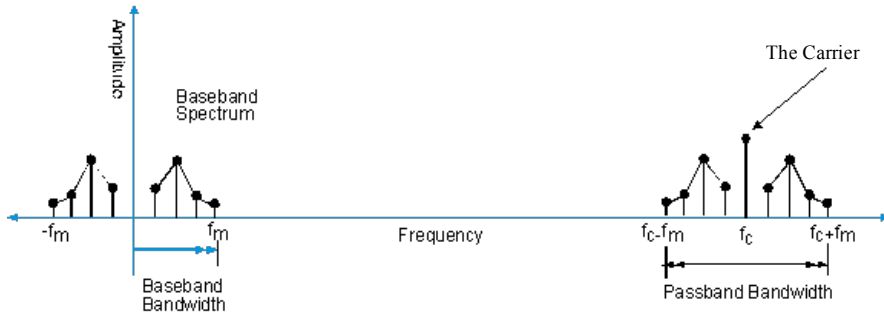 Amplitude
The Carrier
Baseband
Spectrum
-fm
fm
Frequency
fc-fm
fc
fc+fm
Baseband
Bandwidth
Passband Bandwidth